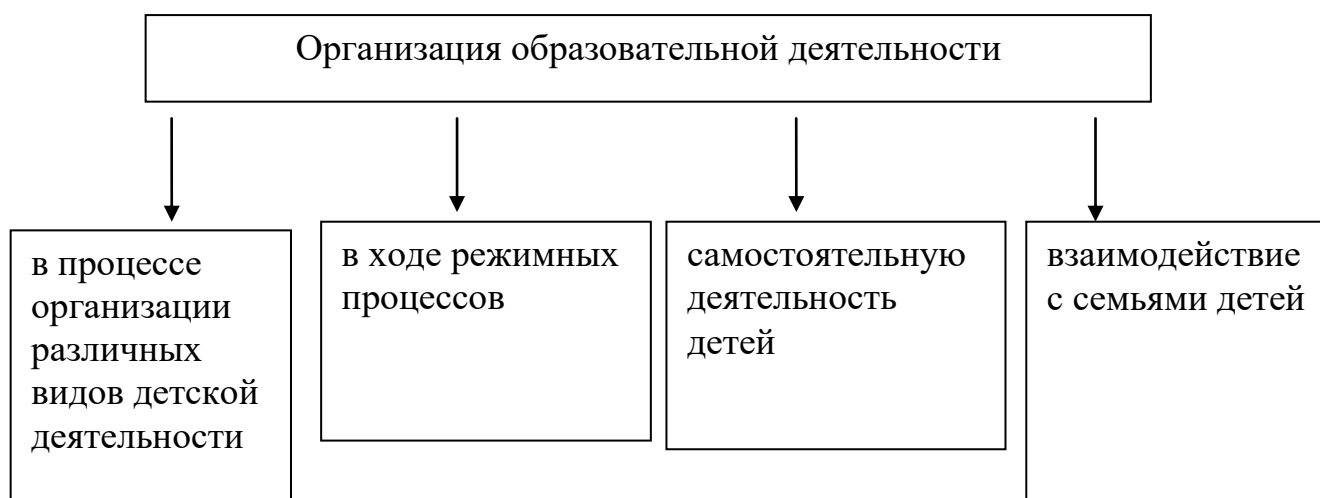 Организация образовательной деятельности
в процессе
организации
различных
видов детской
деятельности
в ходе режимных
процессов
самостоятельную
деятельность
детей
взаимодействие
с семьями детей